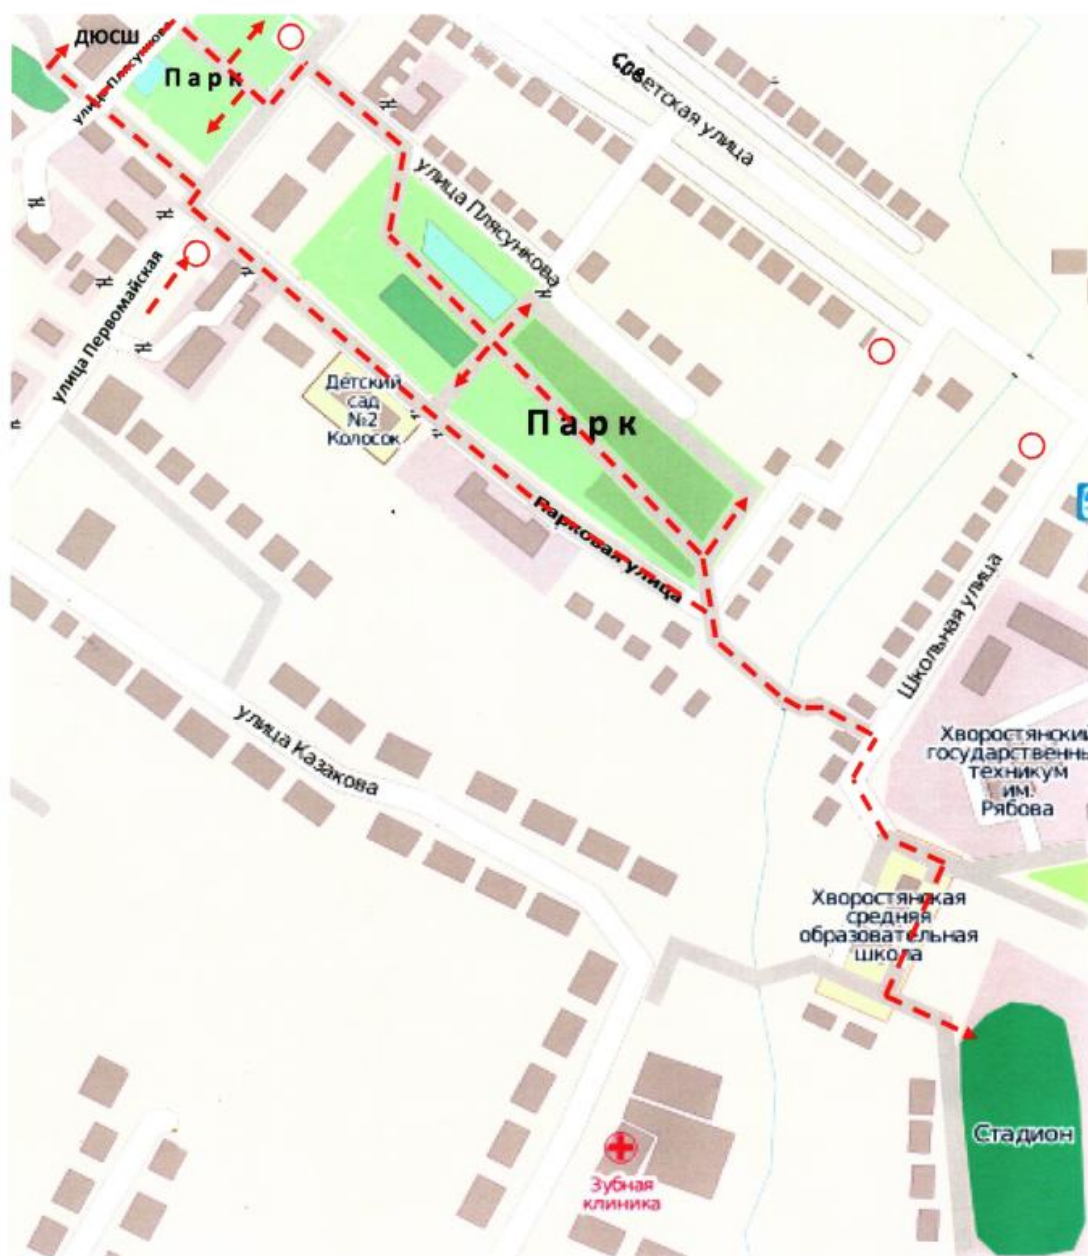 ДЮСШ
улица Плясункова
Парк
Советская улица
улица Плясункова
улица Первомайская
Детский
сад
№2
Колосок
Парк
Парковая улица
Школьная улица
улица Казакова
Хворостянский
государственны
техникум
им.
Рябова
Хворостянская
средняя
образовательная
школа
Стадион
Зубная
клиника